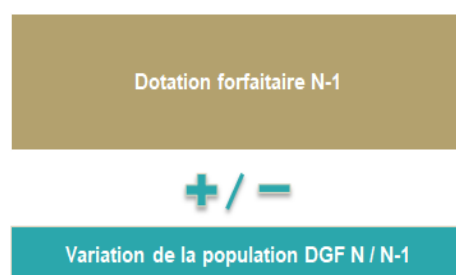 Dotation forfaitaire N-1
+ / –
Variation de la population DGF N / N-1